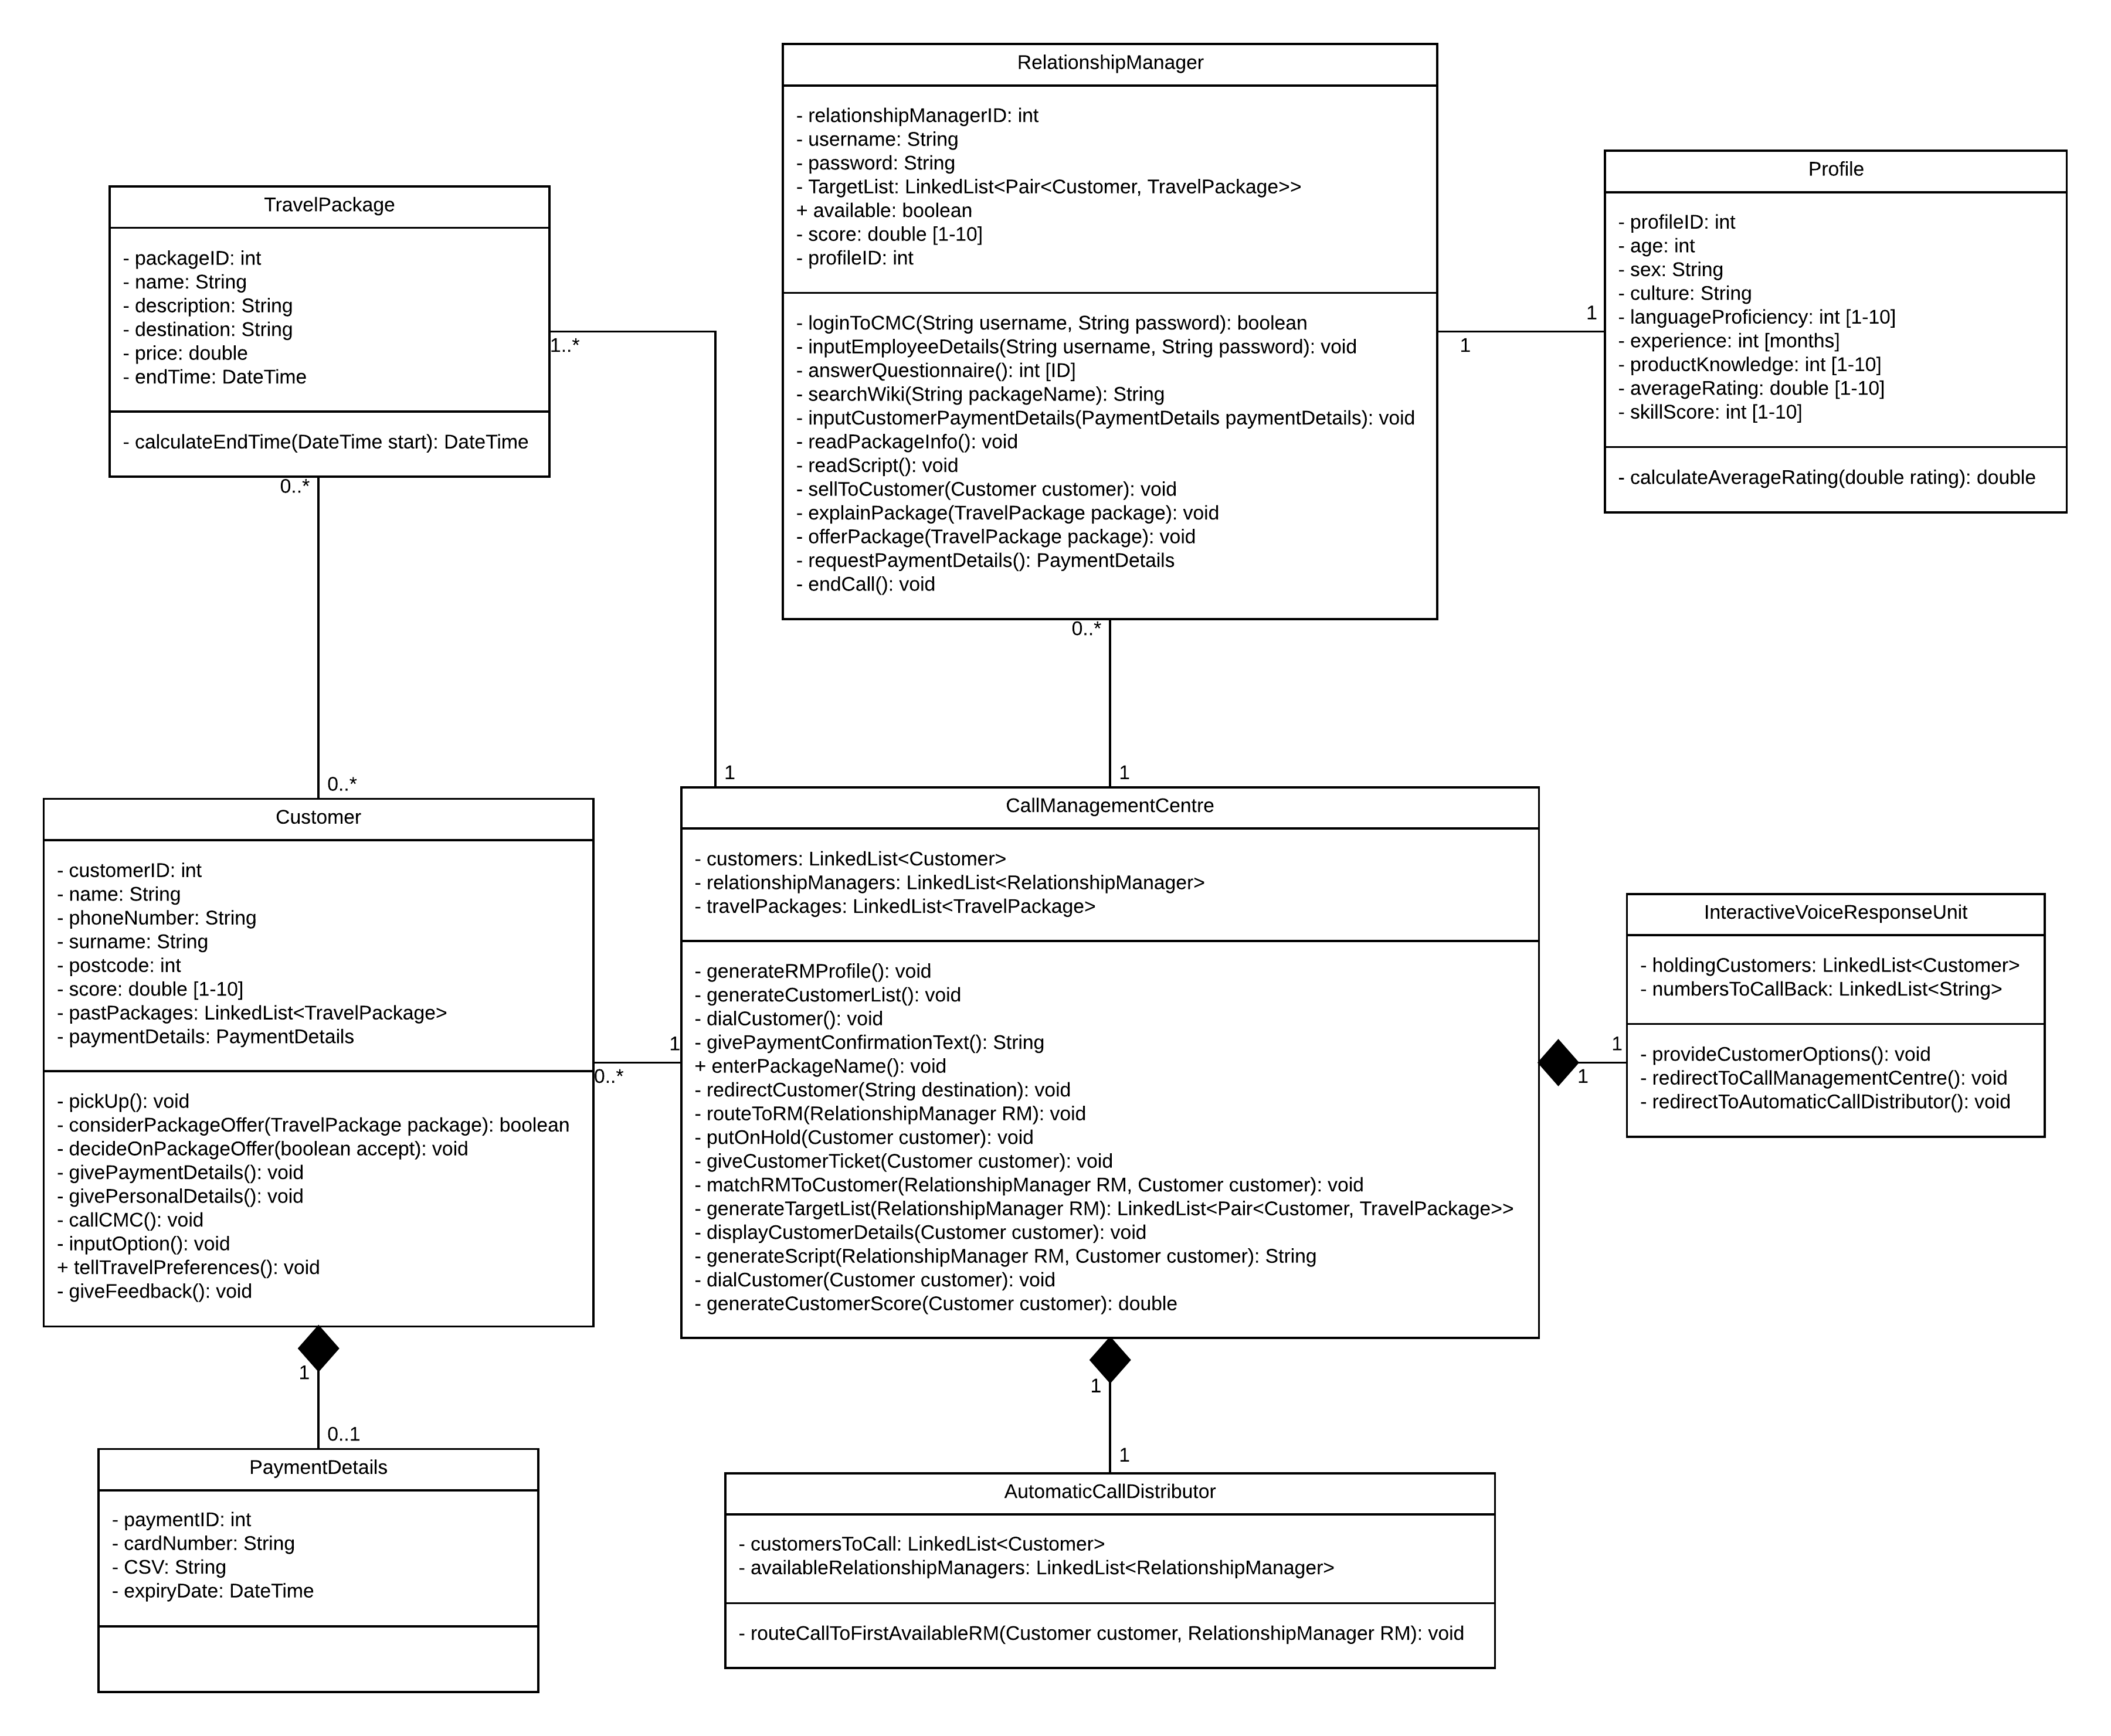 RelationshipManager
- relationshipManagerID: int
- username: String
- password: String
- TargetList: LinkedList<Pair<Customer, TravelPackage>>
+ available: boolean
- score: double [1-10]
- profileID: int
- loginToCMC(String username, String password): boolean
- inputEmployeeDetails(String username, String password): void
- answerQuestionnaire(): int [ID]
- searchWiki(String packageName): String
- inputCustomerPaymentDetails(PaymentDetails paymentDetails): void
- readPackageInfo(): void
- readScript(): void
- sellToCustomer(Customer customer): void
- explainPackage(TravelPackage package): void
- offerPackage(TravelPackage package): void
- requestPaymentDetails(): PaymentDetails
- endCall(): void
1
1
Profile
- profileID: int
- age: int
- sex: String
- culture: String
- languageProficiency: int [1-10]
- experience: int [months]
- productKnowledge: int [1-10]
- averageRating: double [1-10]
- skillScore: int [1-10]
- calculateAverageRating(double rating): double
TravelPackage
- packageID: int
- name: String
- description: String
- destination: String
- price: double
- endTime: DateTime
- calculateEndTime(DateTime start): DateTime
1..*
1
0..*
0..*
0..*
1
Customer
- customerID: int
- name: String
- phoneNumber: String
- surname: String
- postcode: int
- score: double [1-10]
- pastPackages: LinkedList<TravelPackage>
- paymentDetails: PaymentDetails
- pickUp(): void
- considerPackageOffer(TravelPackage package): boolean
- decideOnPackageOffer(boolean accept): void
- givePaymentDetails(): void
- givePersonalDetails(): void
- callCMC(): void
- inputOption(): void
+ tellTravelPreferences(): void
- giveFeedback(): void
1
0..*
CallManagementCentre
- customers: LinkedList<Customer>
- relationshipManagers: LinkedList<RelationshipManager>
- travelPackages: LinkedList<TravelPackage>
- generateRMProfile(): void
- generateCustomerList(): void
- dialCustomer(): void
- givePaymentConfirmationText(): String
+ enterPackageName(): void
- redirectCustomer(String destination): void
- routeToRM(RelationshipManager RM): void
- putOnHold(Customer customer): void
- giveCustomerTicket(Customer customer): void
- matchRMToCustomer(RelationshipManager RM, Customer customer): void
- generateTargetList(RelationshipManager RM): LinkedList<Pair<Customer, TravelPackage>>
- displayCustomerDetails(Customer customer): void
- generateScript(RelationshipManager RM, Customer customer): String
- dialCustomer(Customer customer): void
- generateCustomerScore(Customer customer): double
1
1
InteractiveVoiceResponseUnit
- holdingCustomers: LinkedList<Customer>
- numbersToCallBack: LinkedList<String>
- provideCustomerOptions(): void
- redirectToCallManagementCentre(): void
- redirectToAutomaticCallDistributor(): void
1
0..1
PaymentDetails
- paymentID: int
- cardNumber: String
- CSV: String
- expiryDate: DateTime
1
1
AutomaticCallDistributor
- customersToCall: LinkedList<Customer>
- availableRelationshipManagers: LinkedList<RelationshipManager>
- routeCallToFirstAvailableRM(Customer customer, RelationshipManager RM): void